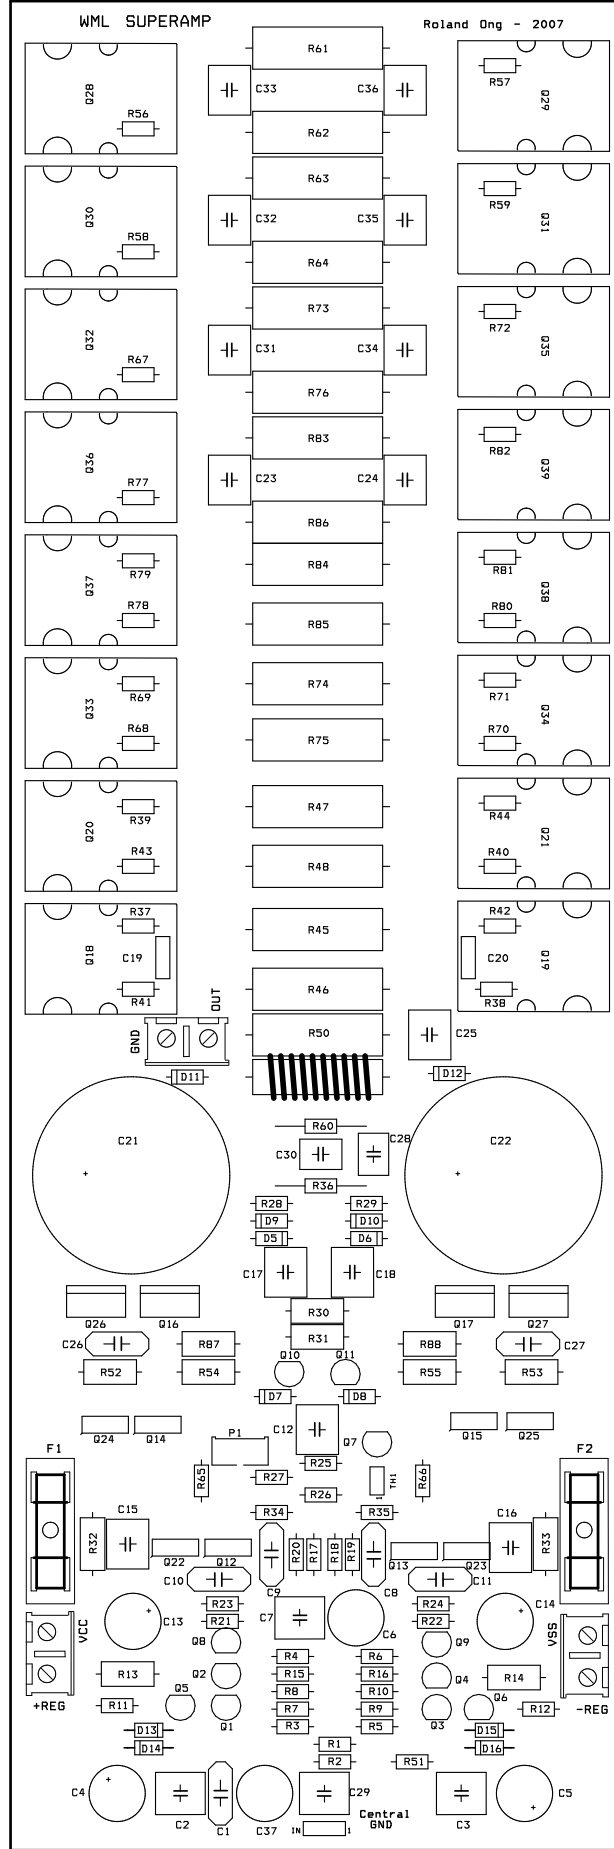 WML SUPERAMP
Roland Ong - 2007
R61
C33 C36
Q28
R56
R57
Q29
R62
R63
Q30
R58
C32 C35
R59
Q31
R64
R73
Q32
R67
C31 C34
R72
Q35
R76
R83
Q36
R77
C23 C24
R82
Q39
R86
R84
Q37
R79
R78
R85
R81
R80
Q38
R74
Q33
R69
R68
R75
R71
R70
Q34
R47
Q20
R39
R43
R48
R44
R40
Q21
R45
R37
C19
Q18
R41
R46
R42
C20
Q19
R38
GND
OUT
R50
C25
D11
D12
C21
R60
C30
C28
C22
R36
R28 R29
D9 D10
D5 D6
C17 C18
R30
Q26 Q16
R31
Q17 Q27
C26
R87
R88
C27
Q10 Q11
R52 R54
R55 R53
D7 D8
C12
Q24 Q14
P1
Q7
Q15 Q25
F1
F2
R65
R25
R27
TH1
1
R66
R26
R34 R35
C15
R32
Q22 Q12
C9
R20
R17
R18
R19
C8
Q13 Q23
C16
R33
C10
C11
R23
R21
C13
C7
C6
R24
R22
C14
VCC
VSS
Q8
Q9
R4 R6
R13
Q2
R15 R16
Q4
R14
R8 R10
+REG
R11
Q5
Q1
R7 R9
Q3
Q6
R12
-REG
R3 R5
D13
D14
D15
D16
R1
R2
R51
C4
C2
C1
C37
C29
Central
GND
IN 1
C3
C5